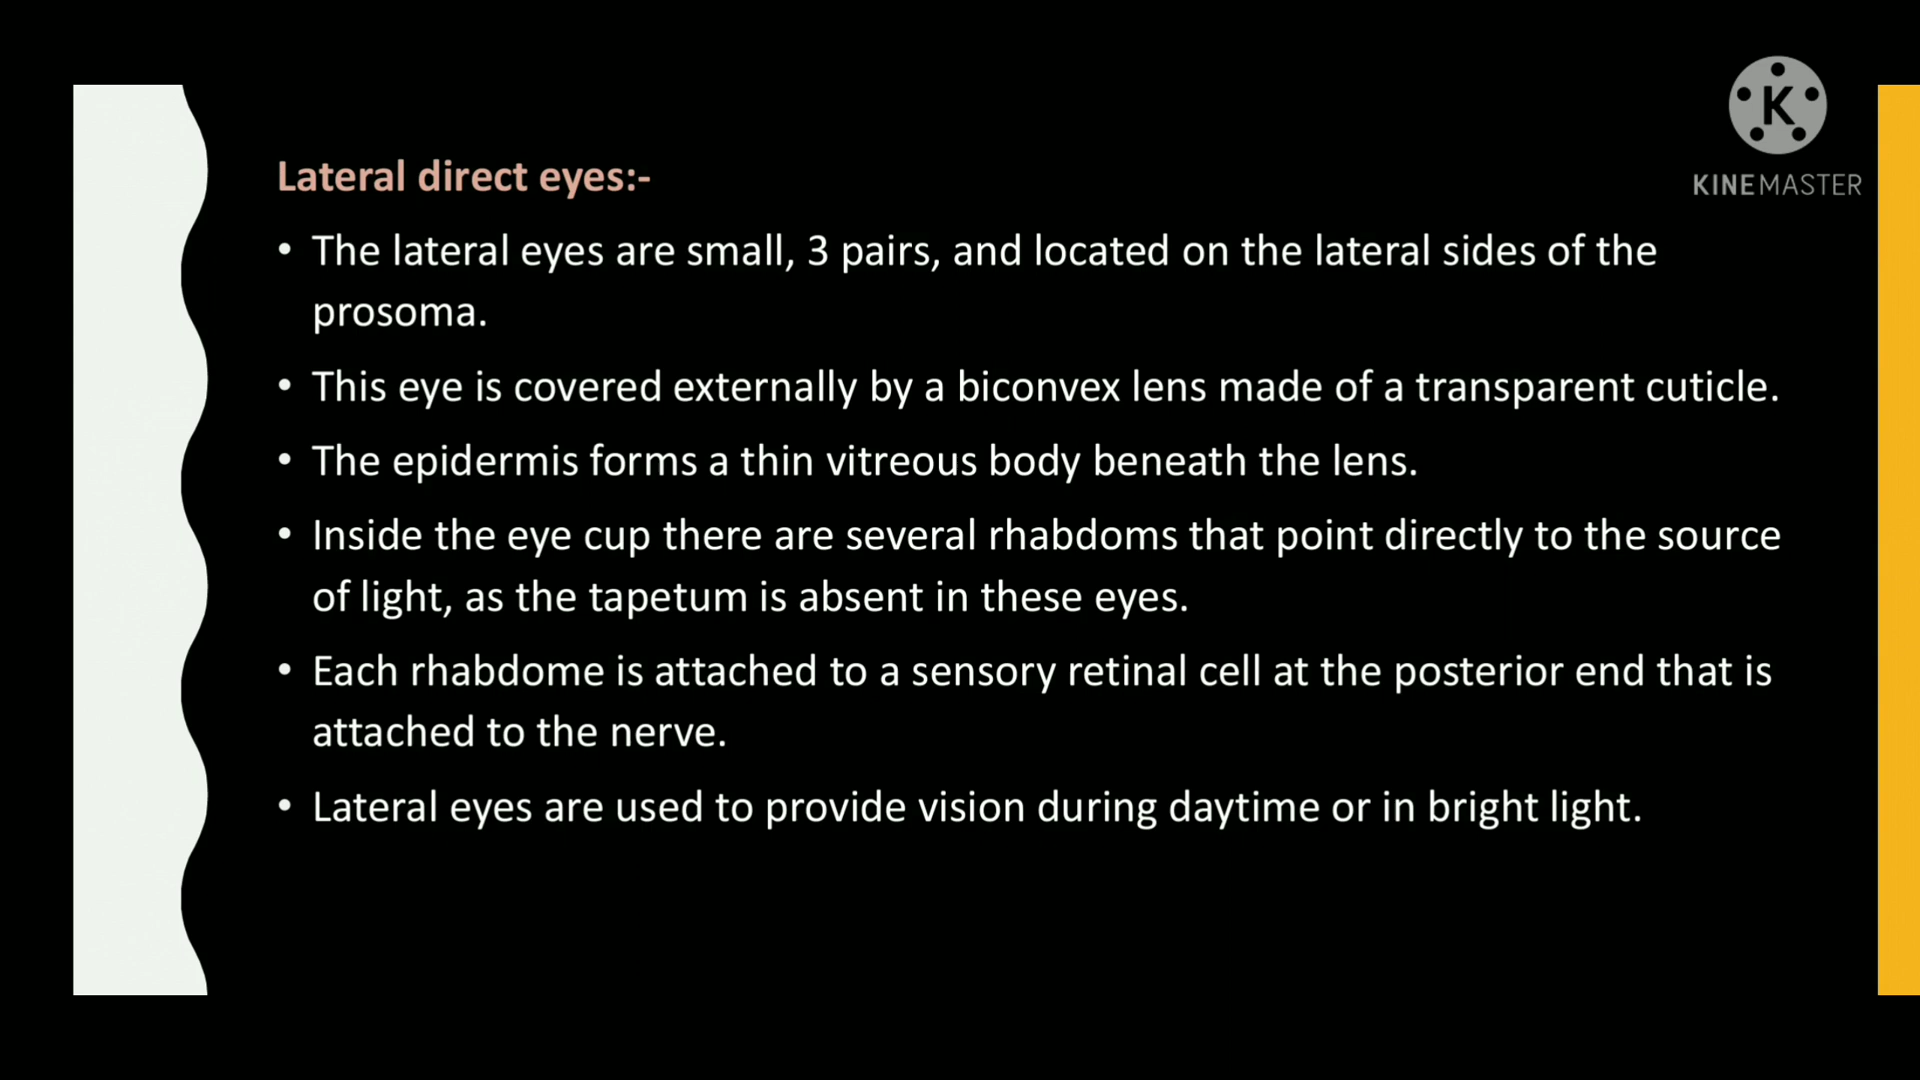 K
KINEMASTER
Lateral direct eyes:-
• The lateral eyes are small, 3 pairs, and located on the lateral sides of the
prosoma.
• This eye is covered externally by a biconvex lens made of a transparent cuticle.
• The epidermis forms a thin vitreous body beneath the lens.
• Inside the eye cup there are several rhabdoms that point directly to the source
of light, as the tapetum is absent in these eyes.
• Each rhabdome is attached to a sensory retinal cell at the posterior end that is
attached to the nerve.
• Lateral eyes are used to provide vision during daytime or in bright light.